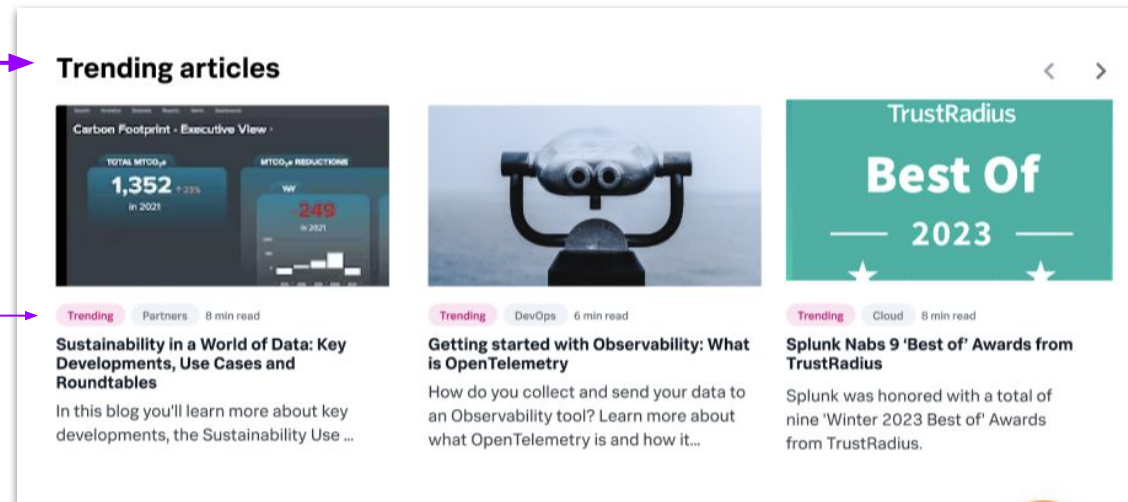 Trending articles
Carbon Footprint - Executive View
TOTAL MTCO₂e
1,352 ↑33%
in 2021
MTCO₂e REDUCTIONS
YoY
249
in 2021
TrustRadius
Best Of
2023
Trending Partners 8 min read
Sustainability in a World of Data: Key
Developments, Use Cases and
Roundtables
In this blog you'll learn more about key
developments, the Sustainability Use ...
Trending DevOps 6 min read
Getting started with Observability: What
is OpenTelemetry
How do you collect and send your data to
an Observability tool? Learn more about
what OpenTelemetry is and how it...
Trending Cloud 8 min read
Splunk Nabs 9 ‘Best of’ Awards from
TrustRadius
Splunk was honored with a total of
nine 'Winter 2023 Best of' Awards
from TrustRadius.